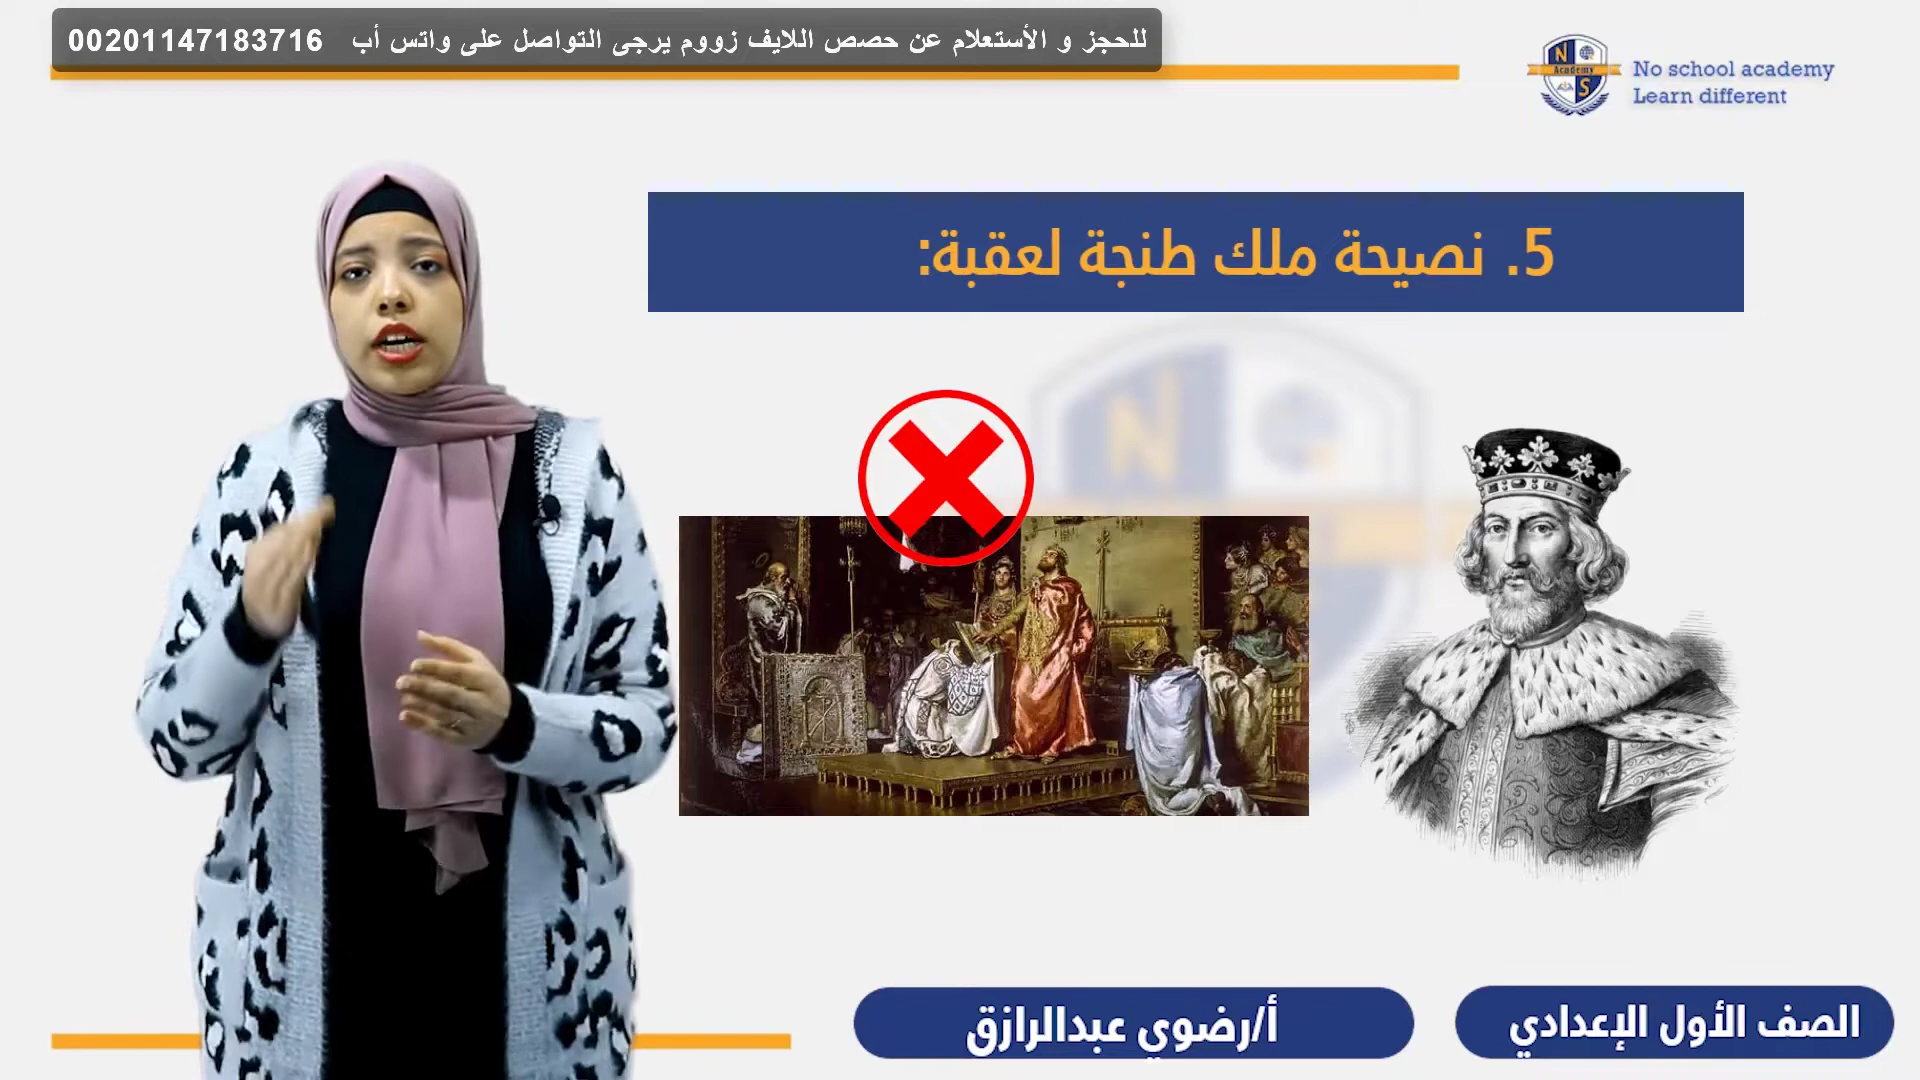 للحجز و الأستعلام عن حصص اللايف زووم يرجى التواصل على واتس أب 00201147183716
N S
Academy
No school academy
Learn different
5. نصيحة ملك طنجة لعقبة:
N
أ/رضوي عبدالرازق
الصف الأول الإعدادي